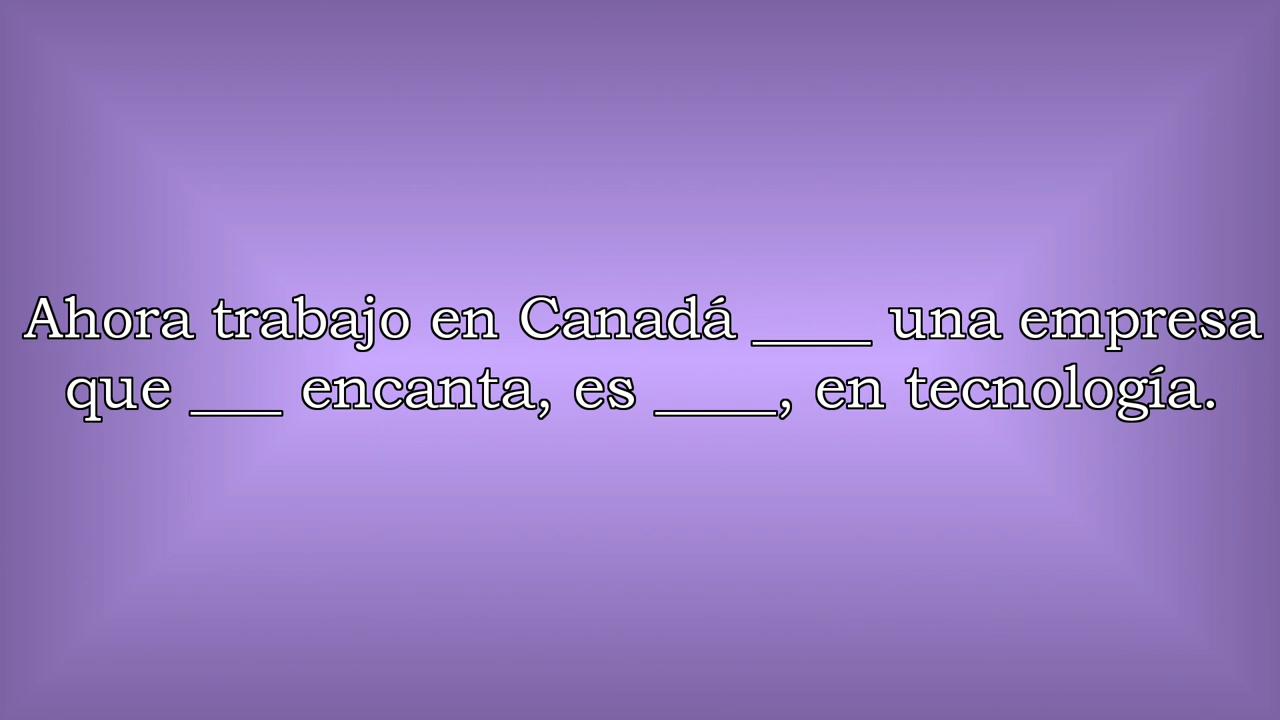 Ahora trabajo en Canadá ____ una empresa
que ___ encanta, es ____, en tecnología.